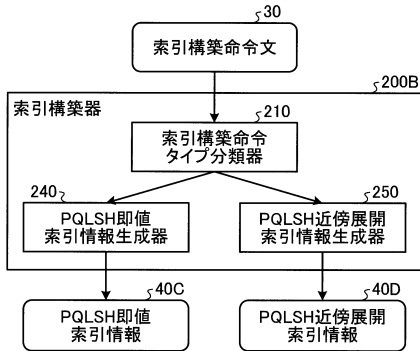 30
索引構築命令文
200B
索引構築器
210
索引構築命令
タイプ分類器
240
250
PQLSH即値
索引情報生成器
PQLSH近傍展開
索引情報生成器
40C
40D
PQLSH即値
索引情報
PQLSH近傍展開
索引情報